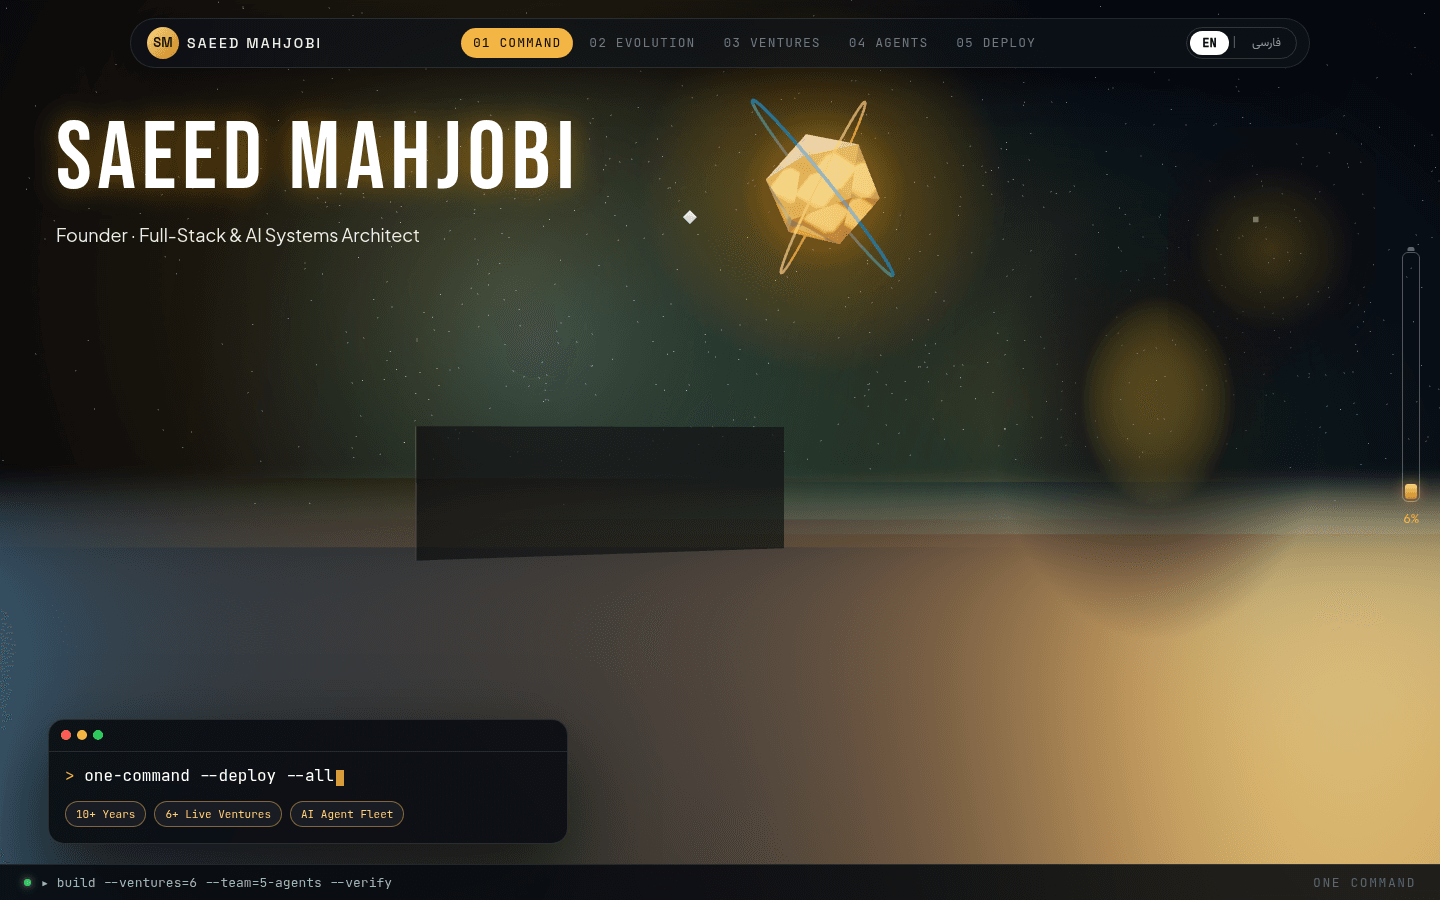 SM SAEED MAHJOBI
01 COMMAND 02 EVOLUTION 03 VENTURES 04 AGENTS 05 DEPLOY
EN | فارسی
SAEED MAHJOBI
Founder · Full-Stack & AI Systems Architect
6%
> one-command --deploy --all
10+ Years 6+ Live Ventures AI Agent Fleet
▸ build --ventures=6 --team=5-agents --verify
ONE COMMAND